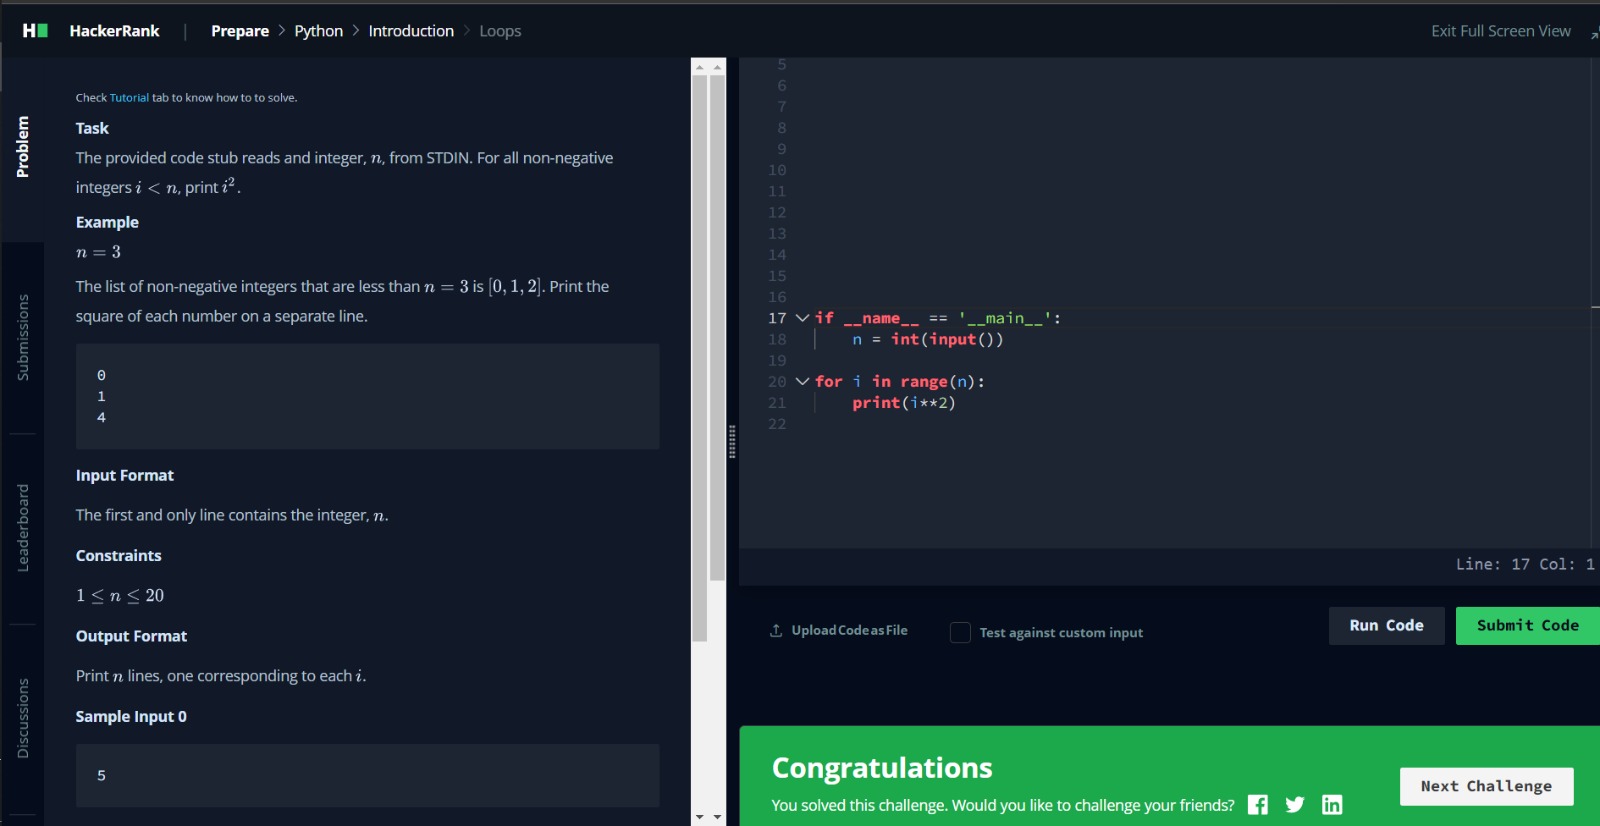 HackerRank | Prepare > Python > Introduction > Loops
Exit Full Screen View
Problem
Submissions
Leaderboard
Discussions
Check Tutorial tab to know how to to solve.
Task
The provided code stub reads and integer, n, from STDIN. For all non-negative
integers i < n, print i².
Example
n = 3
The list of non-negative integers that are less than n = 3 is [0, 1, 2]. Print the
square of each number on a separate line.
0
1
4
Input Format
The first and only line contains the integer, n.
Constraints
1 ≤ n ≤ 20
Output Format
Print n lines, one corresponding to each i.
Sample Input 0
5
5
6
7
8
9
10
11
12
13
14
15
16
17 if __name__ == '__main__':
18     n = int(input())
19
20 for i in range(n):
21     print(i**2)
22
Line: 17 Col: 1
Upload Code as File
Test against custom input
Run Code
Submit Code
Congratulations
You solved this challenge. Would you like to challenge your friends?
Next Challenge